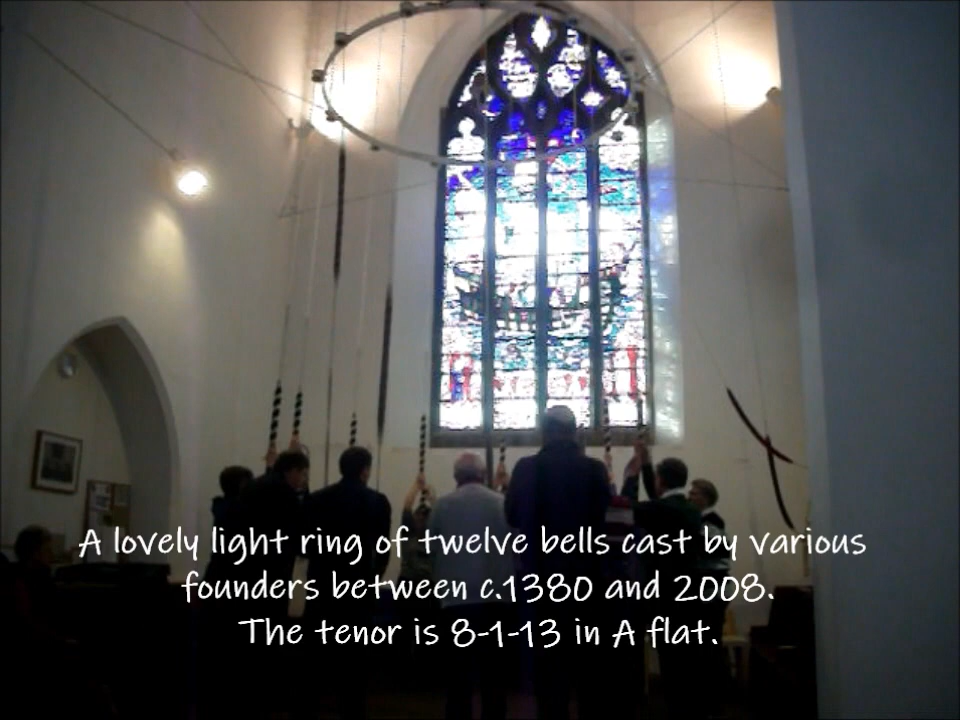 A lovely light ring of twelve bells cast by various
founders between c.1380 and 2008.
The tenor is 8-1-13 in A flat.